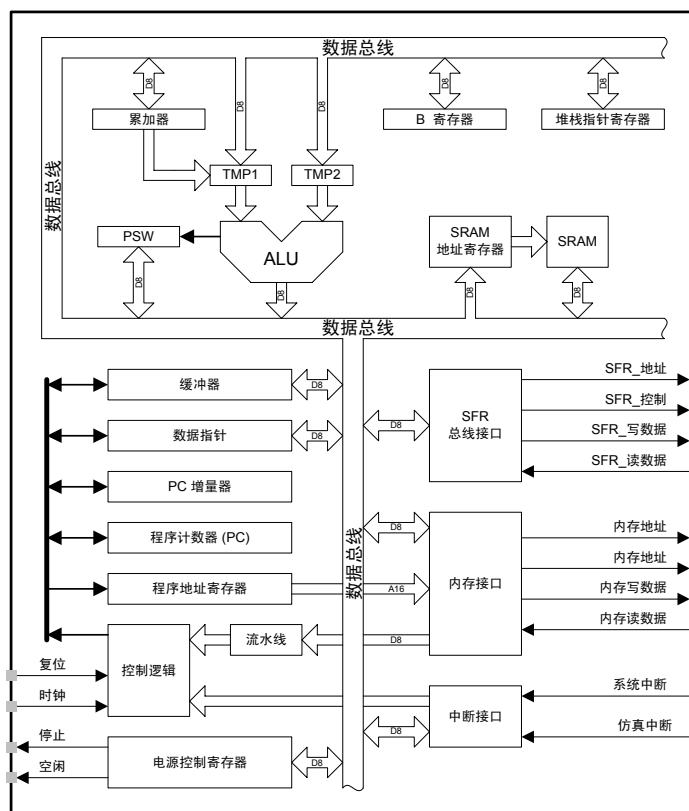 数据总线
D8
D8
D8
D8
D8
累加器
B 寄存器
堆栈指针寄存器
数据总线
TMP1
TMP2
PSW
ALU
SRAM
地址寄存器
SRAM
D8
D8
D8
D8
数据总线
缓冲器
D8
数据指针
D8
PC 增量器
程序计数器 (PC)
程序地址寄存器
A16
数据总线
D8
SFR
总线接口
SFR_地址
SFR_控制
SFR_写数据
SFR_读数据
D8
内存接口
内存地址
内存地址
内存写数据
内存读数据
流水线
D8
控制逻辑
复位
时钟
中断接口
系统中断
仿真中断
D8
停止
空闲
电源控制寄存器
D8